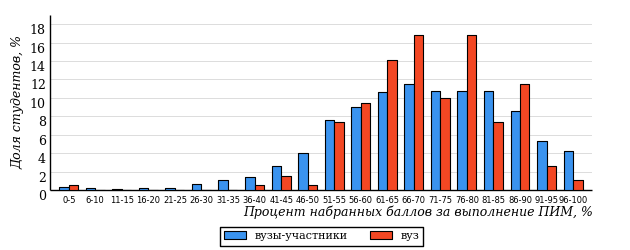 Доля студентов, %
18
16
14
12
10
8
6
4
2
0
0-5 6-10 11-15 16-20 21-25 26-30 31-35 36-40 41-45 46-50 51-55 56-60 61-65 66-70 71-75 76-80 81-85 86-90 91-95 96-100
Процент набранных баллов за выполнение ПИМ, %
вузы-участники вуз